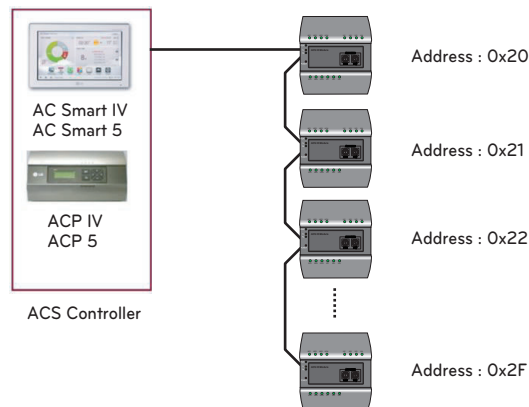 AC Smart IV
AC Smart 5
ACP IV
ACP 5
ACS Controller
Address : 0x20
Address : 0x21
Address : 0x22
Address : 0x2F